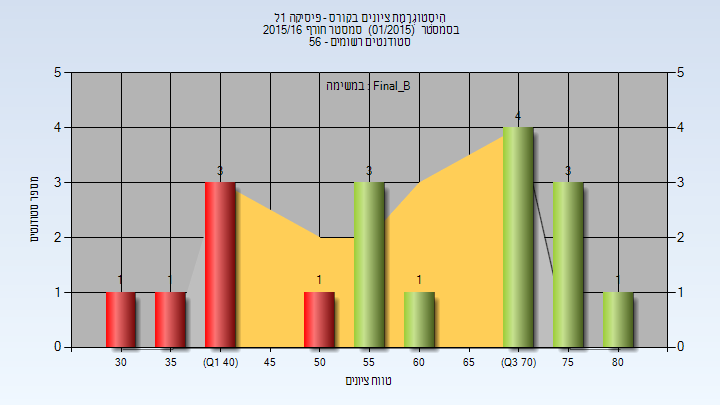 היסטוגרמת ציונים בקורס - פיסיקה 1ל
בסמסטר (01/2015) סמסטר חורף 2015/16
סטודנטים רשומים - 56
במשימה : Final_B
מספר סטודנטים
5 5
4 4
3 3
2 2
1 1
0 0
1 1 3 1 3 1 4 3 1
30 35 (Q1 40) 45 50 55 60 65 (Q3 70) 75 80
טווח ציונים